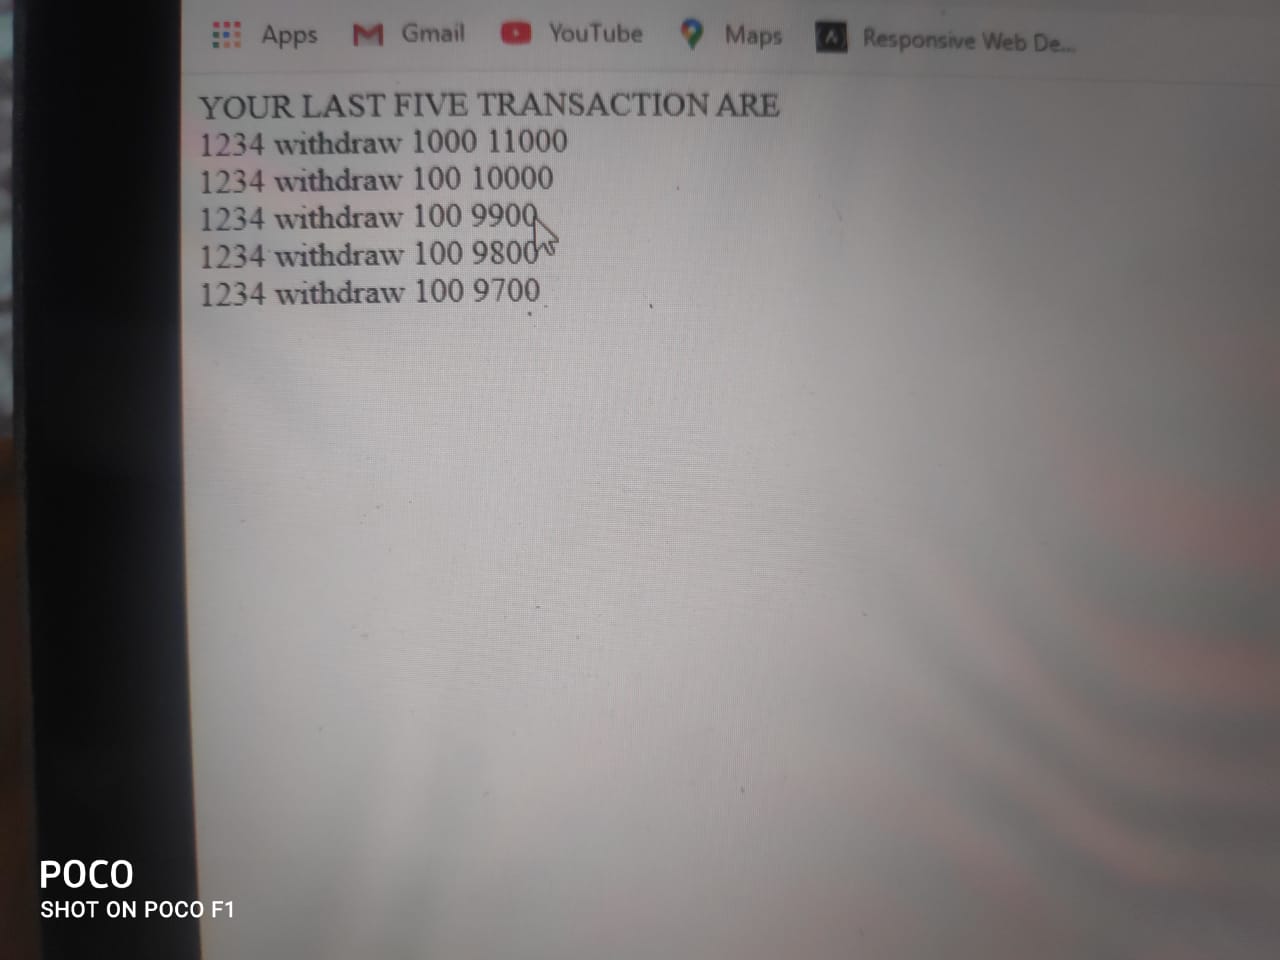 Apps Gmail YouTube Maps Responsive Web De...
YOUR LAST FIVE TRANSACTION ARE
1234 withdraw 1000 11000
1234 withdraw 100 10000
1234 withdraw 100 9900
1234 withdraw 100 9800
1234 withdraw 100 9700
POCO
SHOT ON POCO F1